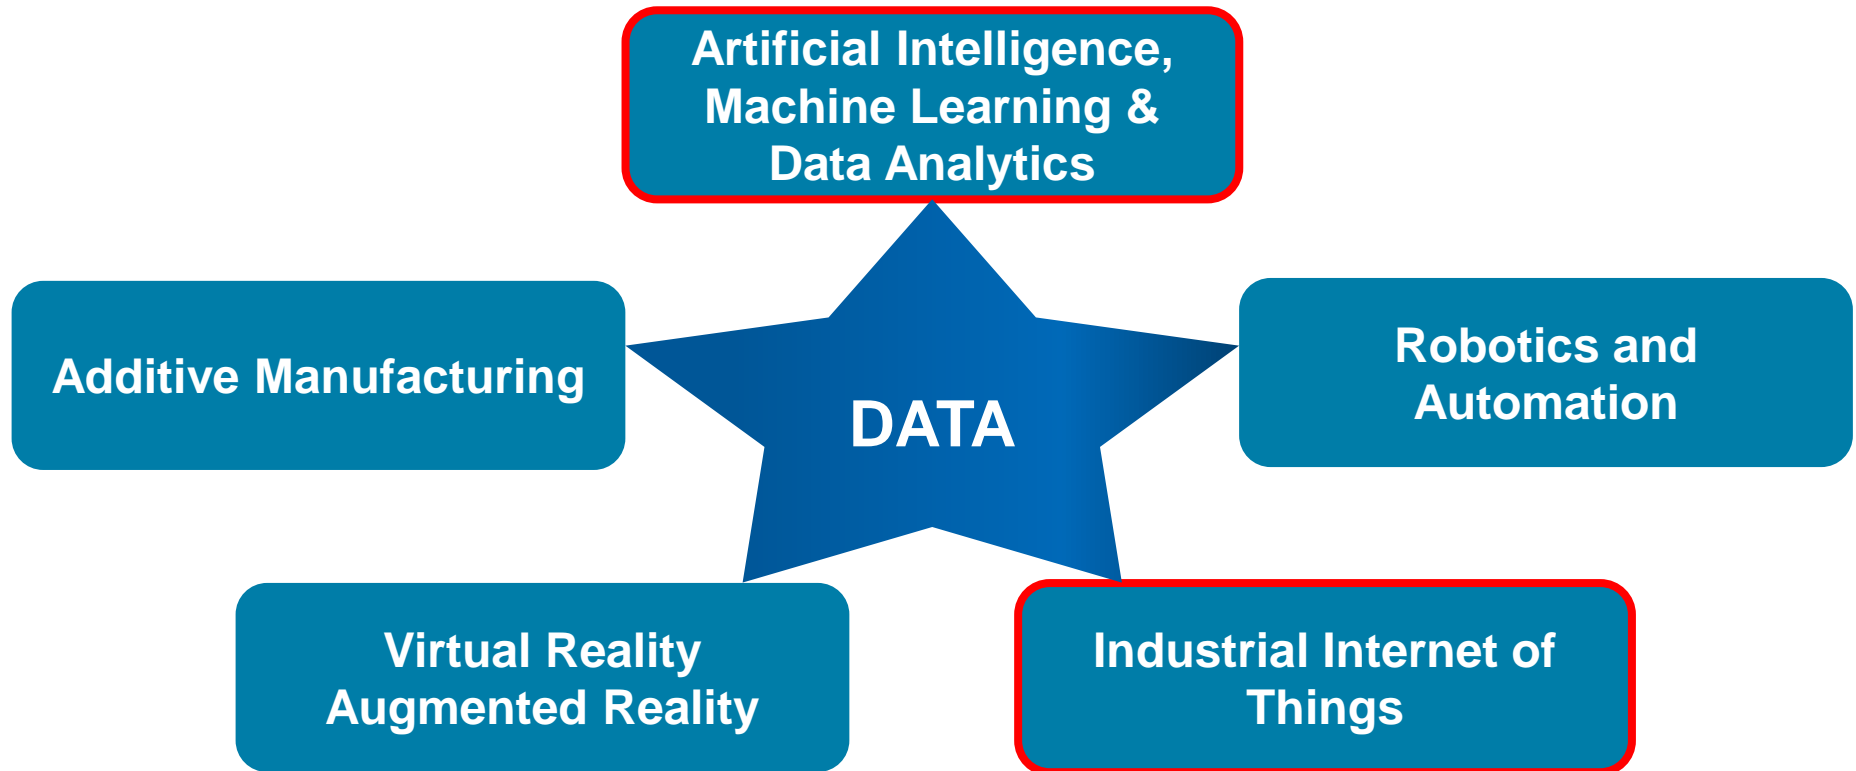 Artificial Intelligence,
Machine Learning &
Data Analytics
Additive Manufacturing
Robotics and
Automation
DATA
Virtual Reality
Augmented Reality
Industrial Internet of
Things